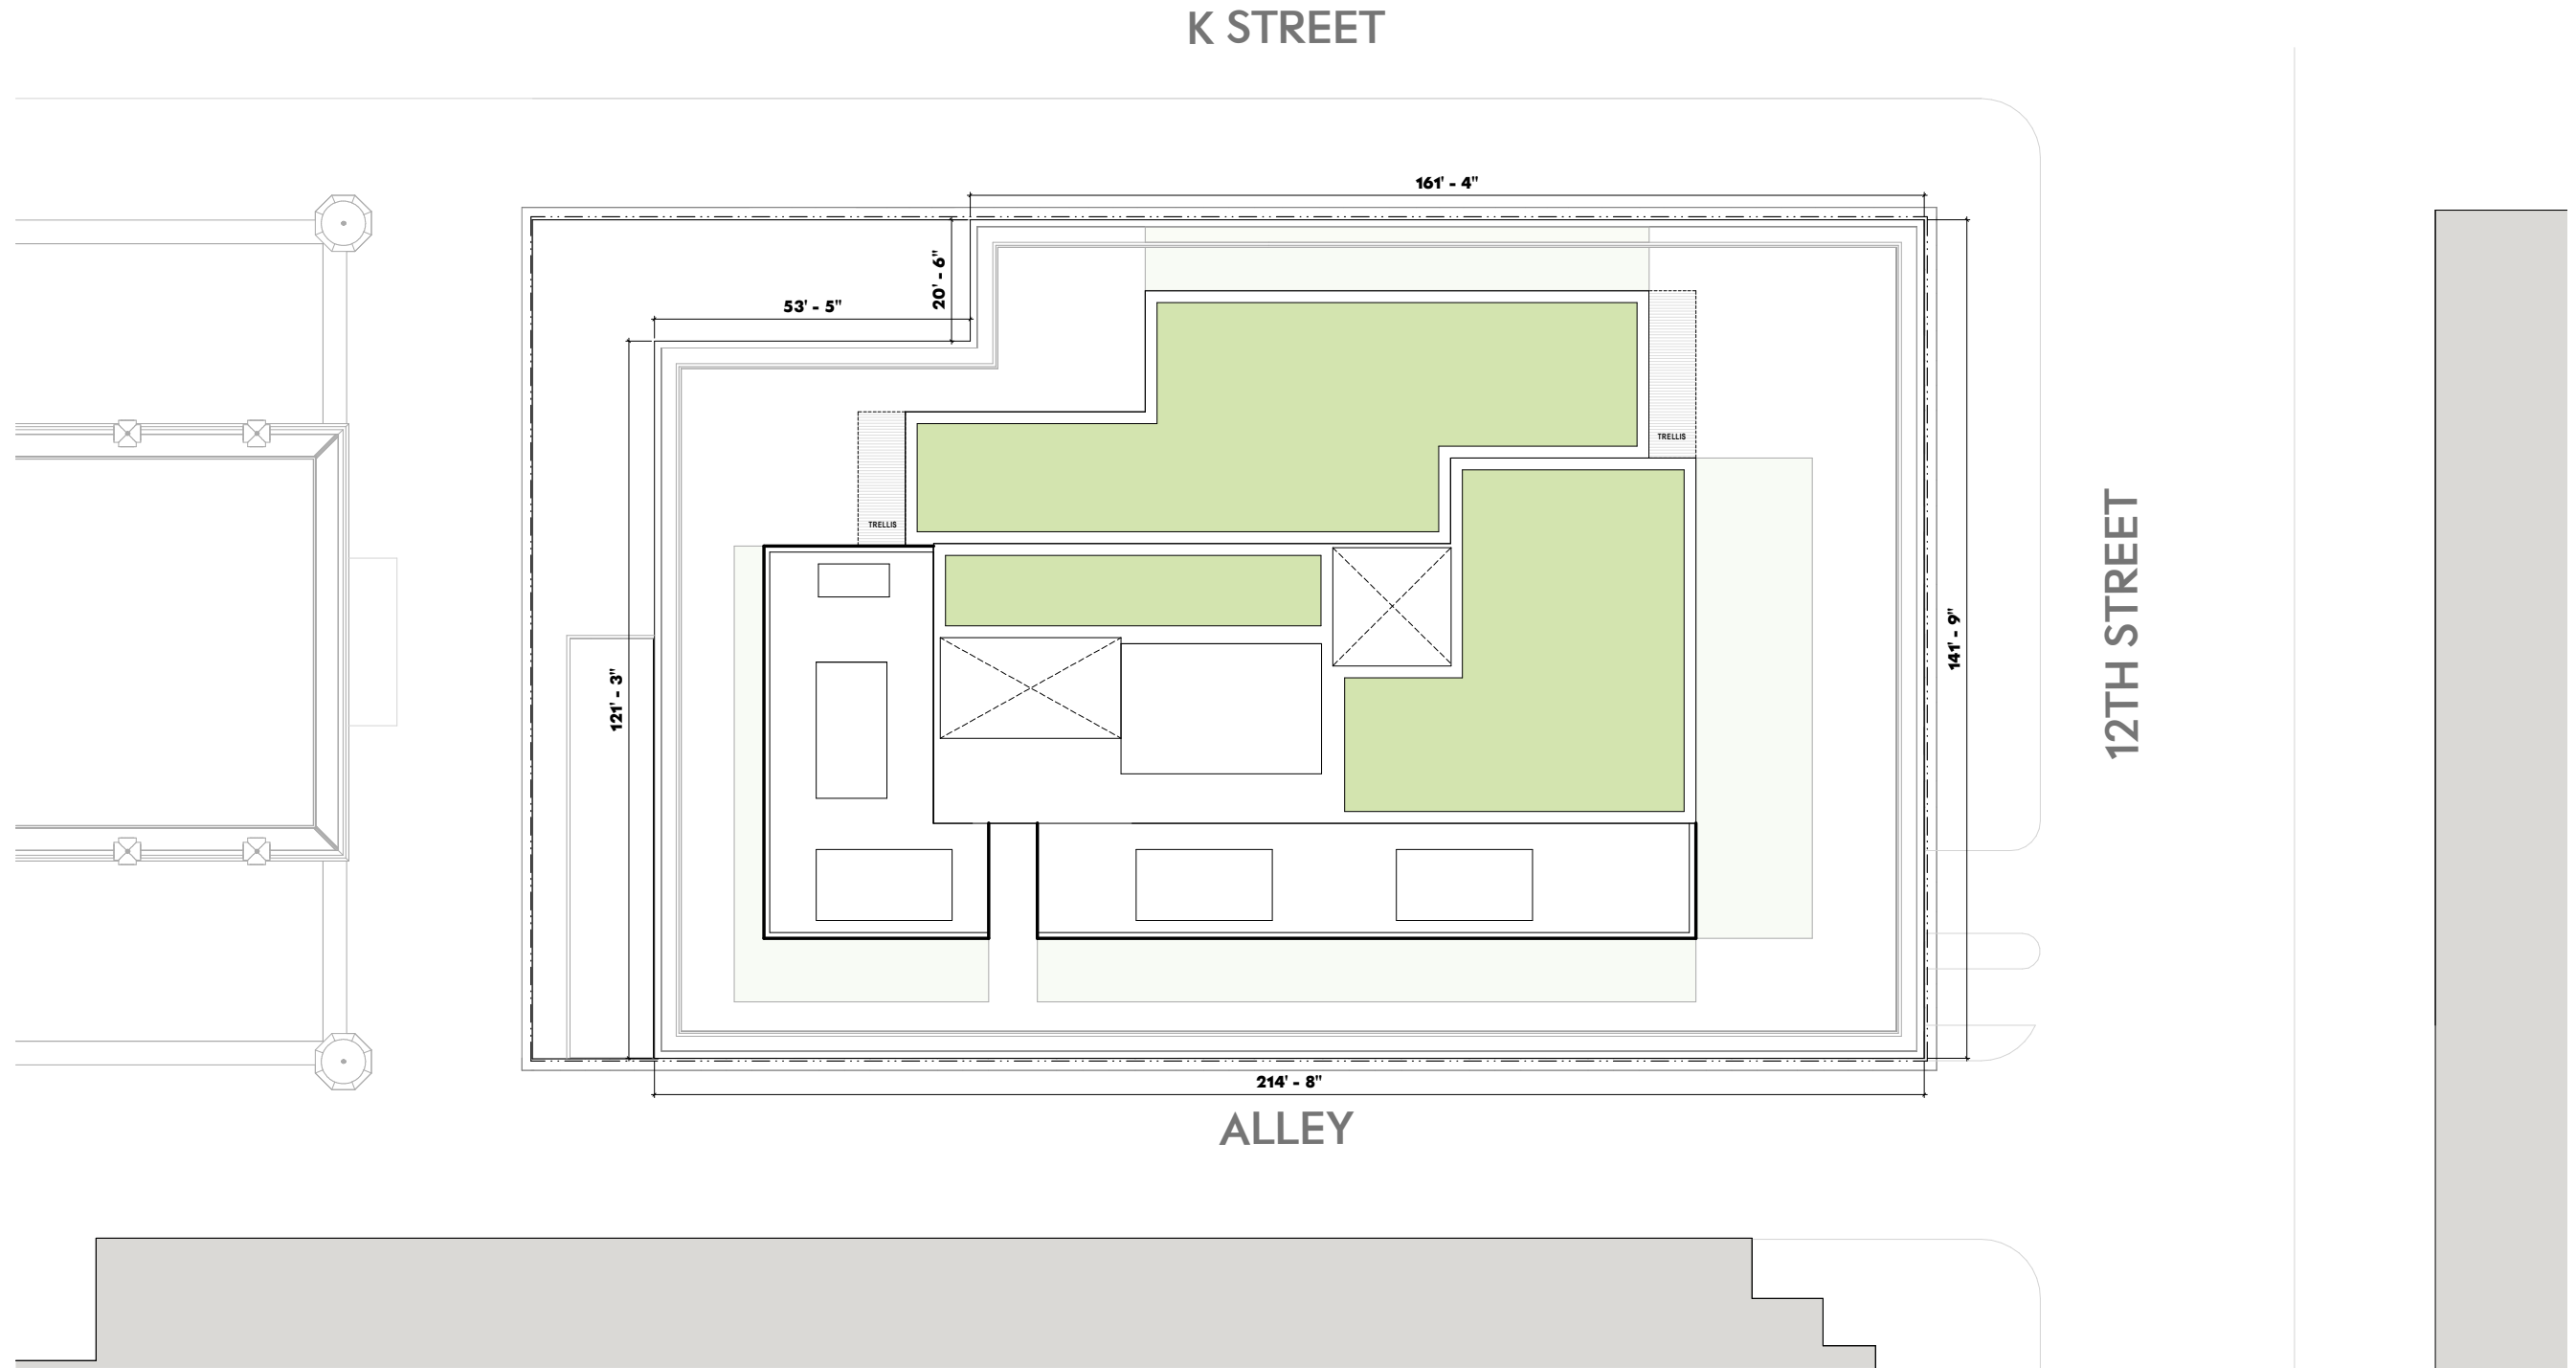 K STREET
161' - 4"
20' - 6"
53' - 5"
TRELLIS
TRELLIS
12TH STREET
141' - 9"
121' - 3"
214' - 8"
ALLEY